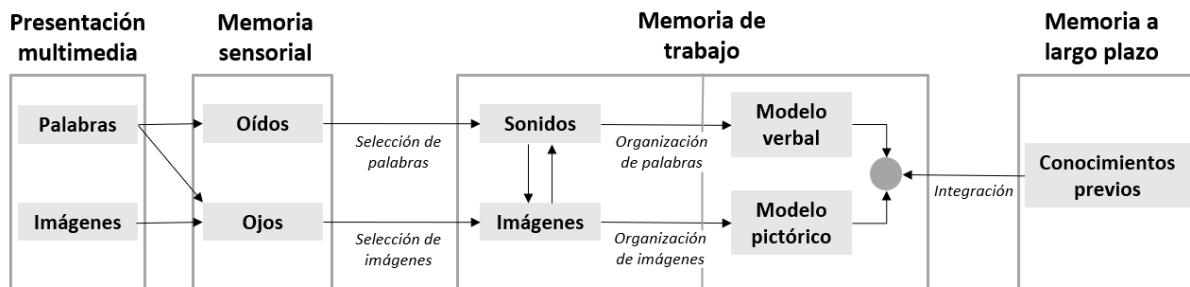 Presentación
multimedia
Memoria
sensorial
Memoria de
trabajo
Memoria a
largo plazo
Palabras
Oídos
Selección de
palabras
Sonidos
Organización
de palabras
Modelo
verbal
Conocimientos
previos
Integración
Imágenes
Ojos
Selección de
imágenes
Imágenes
Organización
de imágenes
Modelo
pictórico